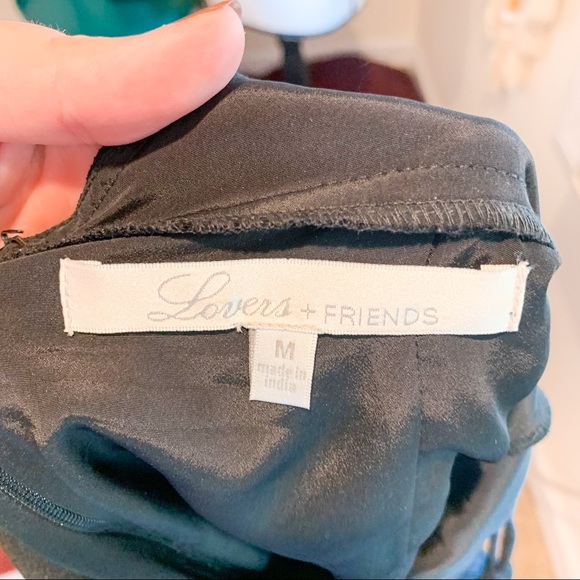 Lovers + FRIENDS
M
made in
india